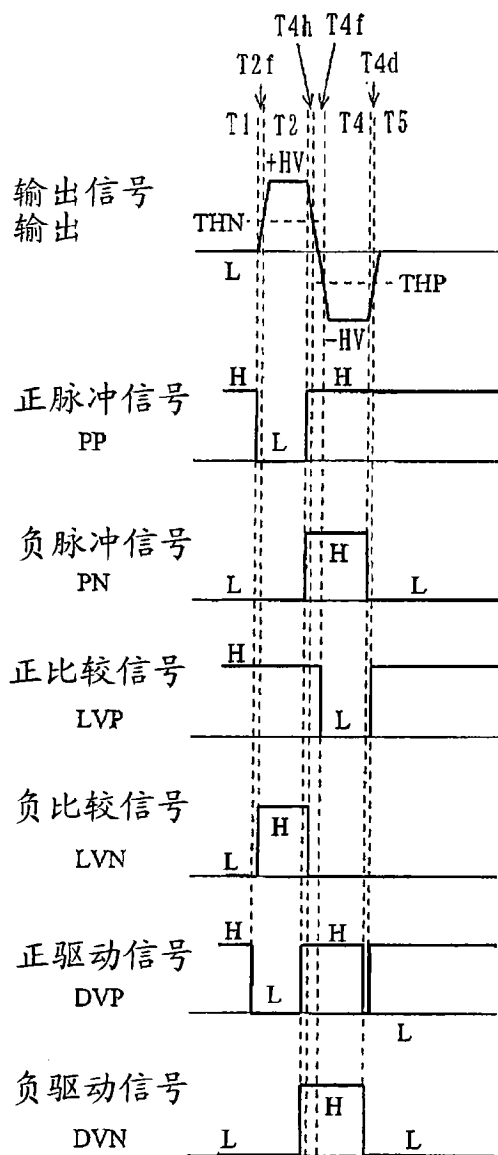 T4h T4f
T2f T4d
T1 T2 T4 T5
+HV
输出信号
输出
THN
L
THP
-HV
H H
正脉冲信号
PP
L
负脉冲信号
H
PN
L L
H
正比较信号
LVP
L
负比较信号
H
LVN
L
H H
正驱动信号
DVP
L
L
负驱动信号
H
DVN
L L